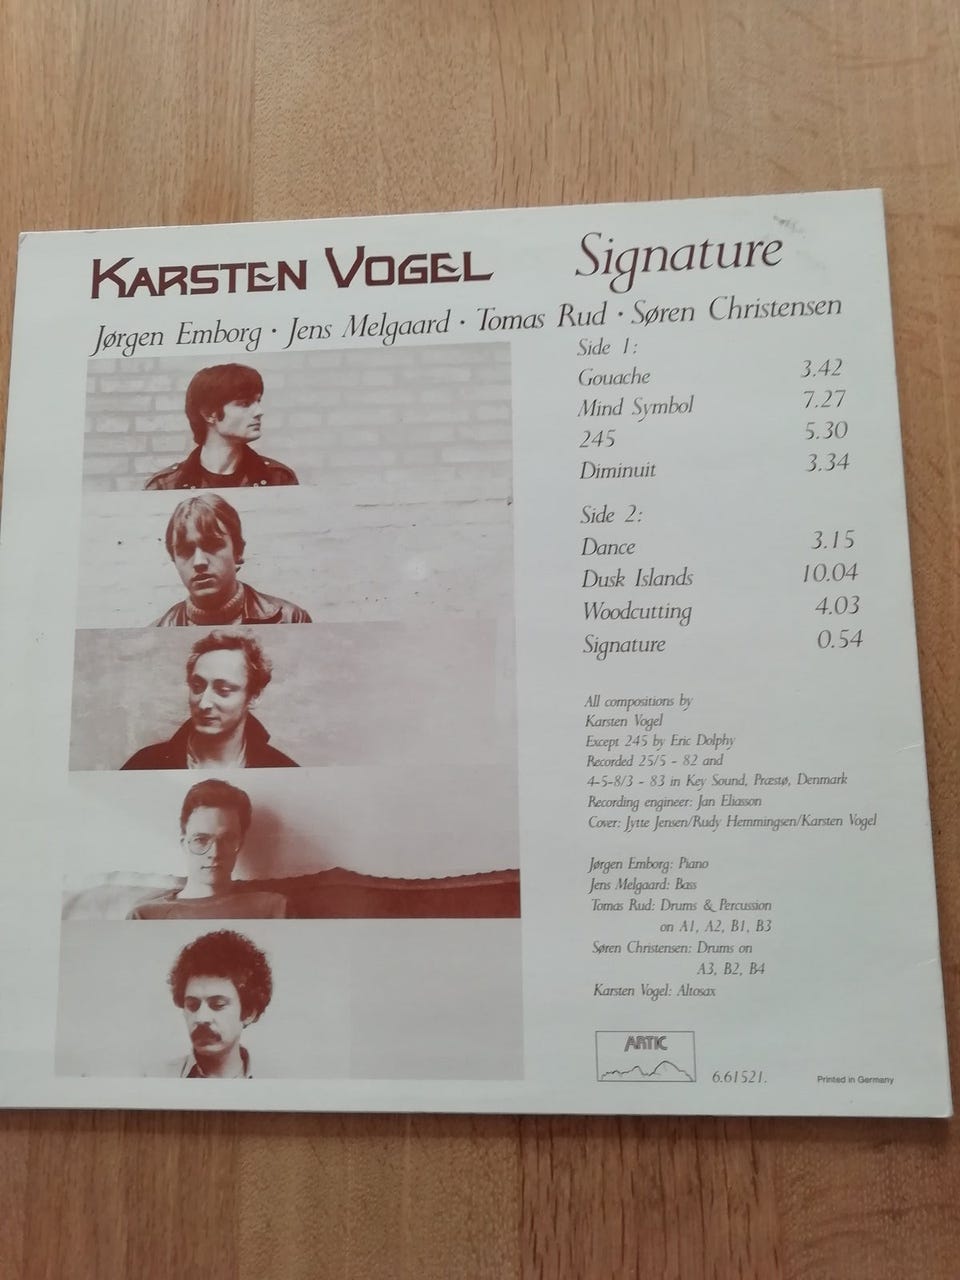 KARSTEN VOGEL
Signature
Jørgen Emborg · Jens Melgaard · Tomas Rud · Søren Christensen
Side 1:
Gouache 3.42
Mind Symbol 7.27
245 5.30
Diminuit 3.34
Side 2:
Dance 3.15
Dusk Islands 10.04
Woodcutting 4.03
Signature 0.54
All compositions by
Karsten Vogel
Except 245 by Eric Dolphy
Recorded 25/5 - 82 and
4-5-8/3 - 83 in Key Sound, Præstø, Denmark
Recording engineer: Jan Eliasson
Cover: Jytte Jensen/Rudy Hemmingsen/Karsten Vogel
Jørgen Emborg: Piano
Jens Melgaard: Bass
Tomas Rud: Drums & Percussion
on A1, A2, B1, B3
Søren Christensen: Drums on
A3, B2, B4
Karsten Vogel: Altosax
ARTIC
6.61521.
Printed in Germany